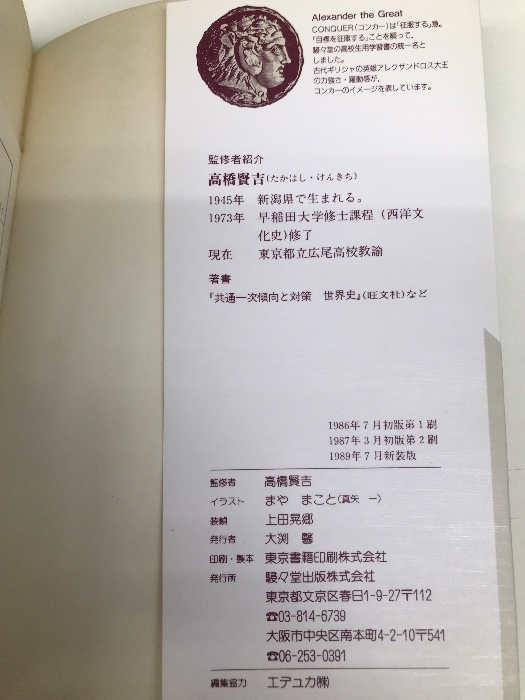 Alexander the Great
CONQUER(コンカー)は「征服する」意。
「目標を征服する」ことを願って、
駸々堂の高校生用学習書の統一名と
しました。
古代ギリシャの英雄アレクサンドロス大王
の力強さ・躍動感が、
コンカーのイメージを表しています。
監修者紹介
高橋賢吉(たかはし・けんきち)
1945年 新潟県で生まれる。
1973年 早稲田大学修士課程(西洋文
化史)修了
現在 東京都立広尾高校教諭
著書
『共通一次傾向と対策 世界史』(旺文社)など
1986年7月初版第1刷
1987年3月初版第2刷
1989年7月新装版
監修者 高橋賢吉
イラスト まや まこと(真矢 一)
装幀 上田晃郷
発行者 大渕 馨
印刷・製本 東京書籍印刷株式会社
発行所 駸々堂出版株式会社
東京都文京区春日1-9-27〒112
☎03-814-6739
大阪市中央区南本町4-2-10〒541
☎06-253-0391
編集協力 エデュカ㈱